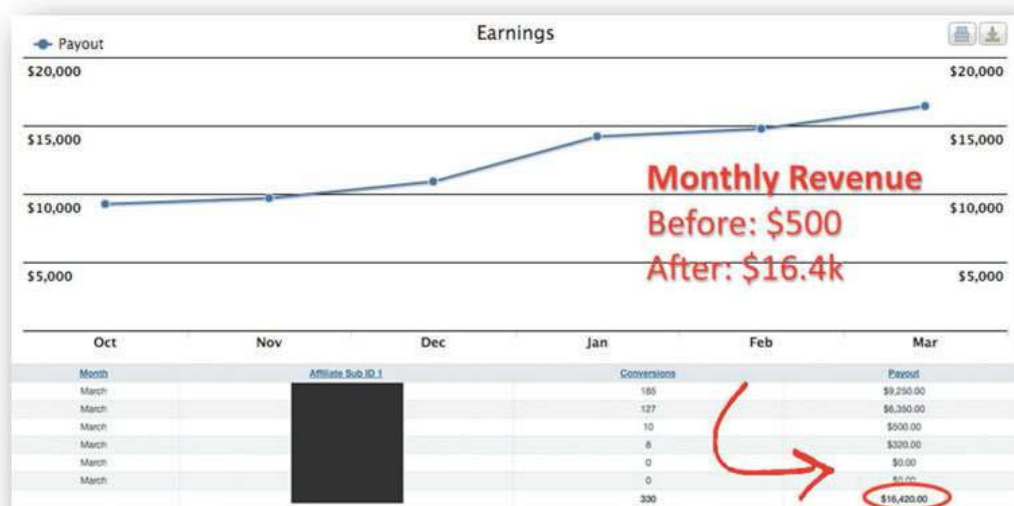 Earnings
Payout
$20,000 $20,000
$15,000 $15,000
Monthly Revenue
$10,000 $10,000
Before: $500
After: $16.4k
$5,000 $5,000
Oct Nov Dec Jan Feb Mar
Month Affiliate Sub ID 1 Conversions Payout
March 185 $9,250.00
March 127 $6,350.00
March 10 $500.00
March 8 $320.00
March 0 $0.00
March 0 $0.00
330 $16,420.00